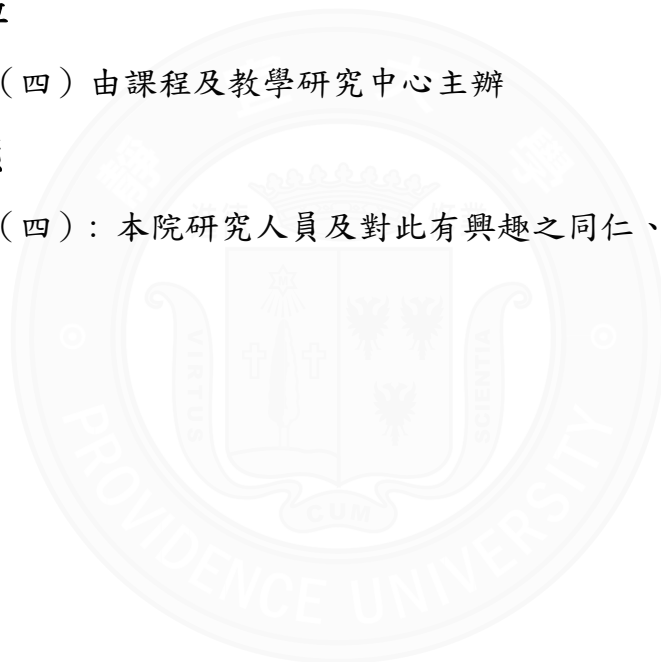 （四）由課程及教學研究中心主辦
（四）：本院研究人員及對此有興趣之同仁、
VIRTUS
SCIENTIA
CUM
PROVIDENCE UNIVERSITY